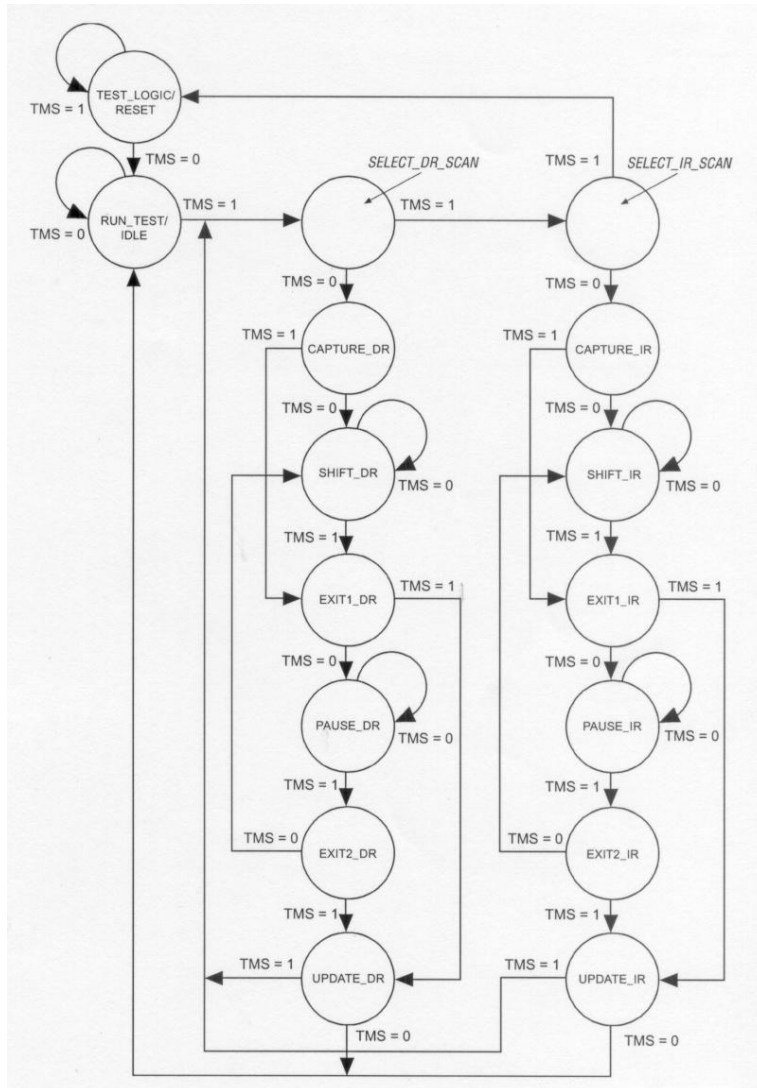 TEST_LOGIC/
RESET
TMS = 1
TMS = 0
TMS = 1
SELECT_DR_SCAN
SELECT_IR_SCAN
RUN_TEST/
IDLE
TMS = 0
TMS = 1
TMS = 1
TMS = 0
TMS = 0
TMS = 1
CAPTURE_DR
TMS = 1
CAPTURE_IR
TMS = 0
TMS = 0
SHIFT_DR
TMS = 0
SHIFT_IR
TMS = 0
TMS = 1
TMS = 1
EXIT1_DR
TMS = 1
EXIT1_IR
TMS = 1
TMS = 0
TMS = 0
PAUSE_DR
TMS = 0
PAUSE_IR
TMS = 0
TMS = 1
TMS = 1
TMS = 0
EXIT2_DR
TMS = 0
EXIT2_IR
TMS = 1
TMS = 1
TMS = 1
UPDATE_DR
TMS = 1
UPDATE_IR
TMS = 0
TMS = 0